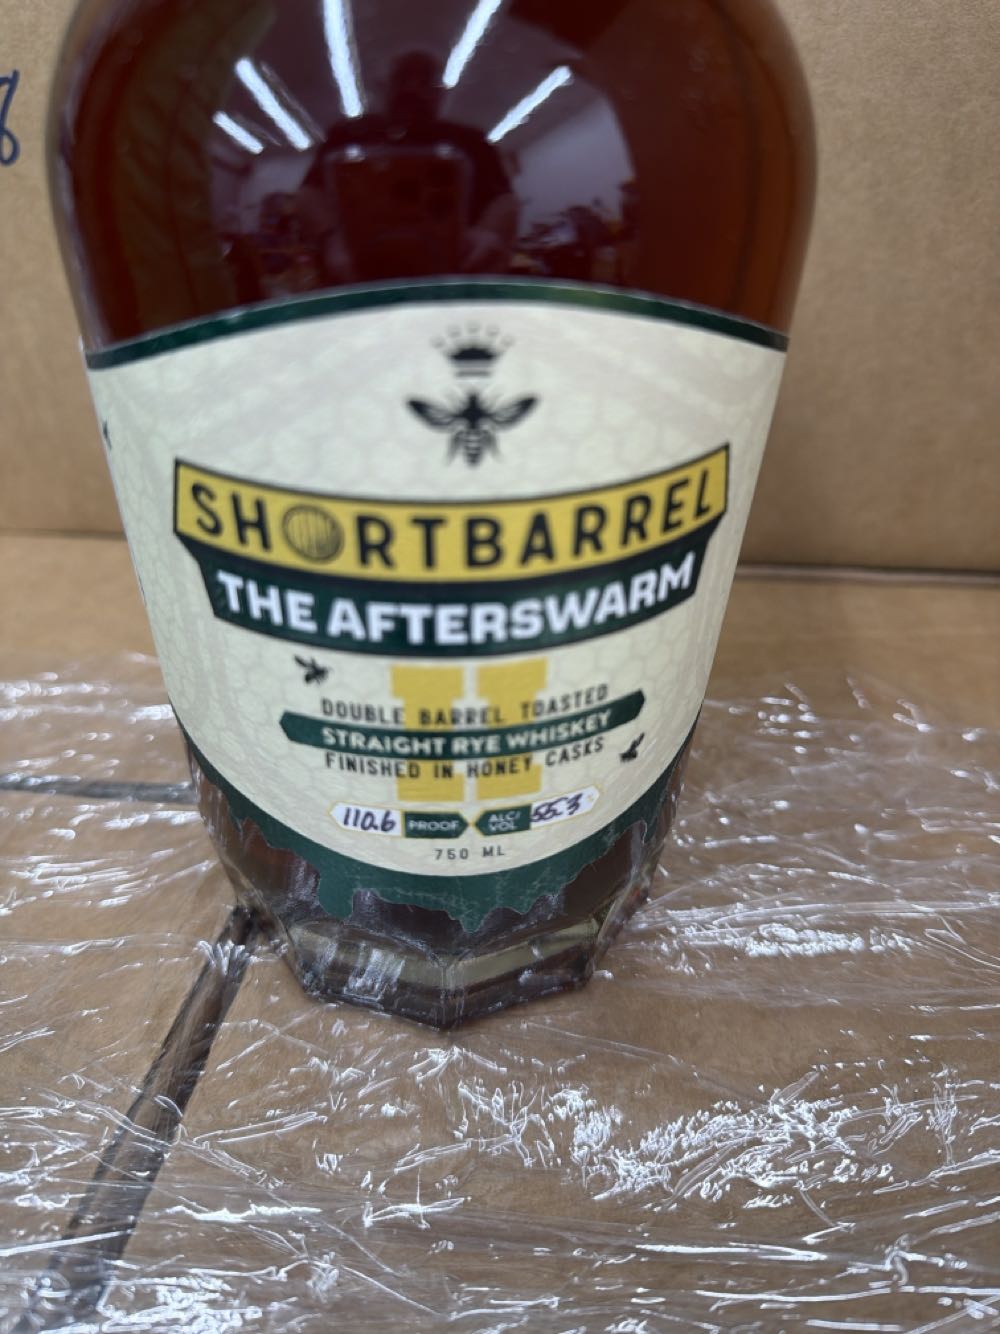 8
SHORTBARREL
THE AFTERSWARM
II
DOUBLE BARREL TOASTED
STRAIGHT RYE WHISKEY
FINISHED IN HONEY CASKS
110.6 PROOF ALC/VOL 55.3%
750 ML